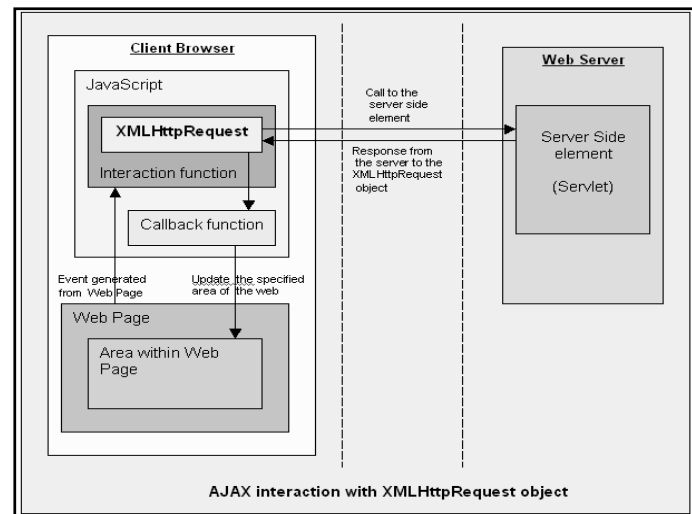 Client Browser
JavaScript
XMLHttpRequest
Interaction function
Callback function
Event generated
from Web Page
Update the specified
area of the web
Web Page
Area within Web
Page
Call to the
server side
element
Response from
the server to the
XMLHttpRequest
object
Web Server
Server Side
element
(Servlet)
AJAX interaction with XMLHttpRequest object